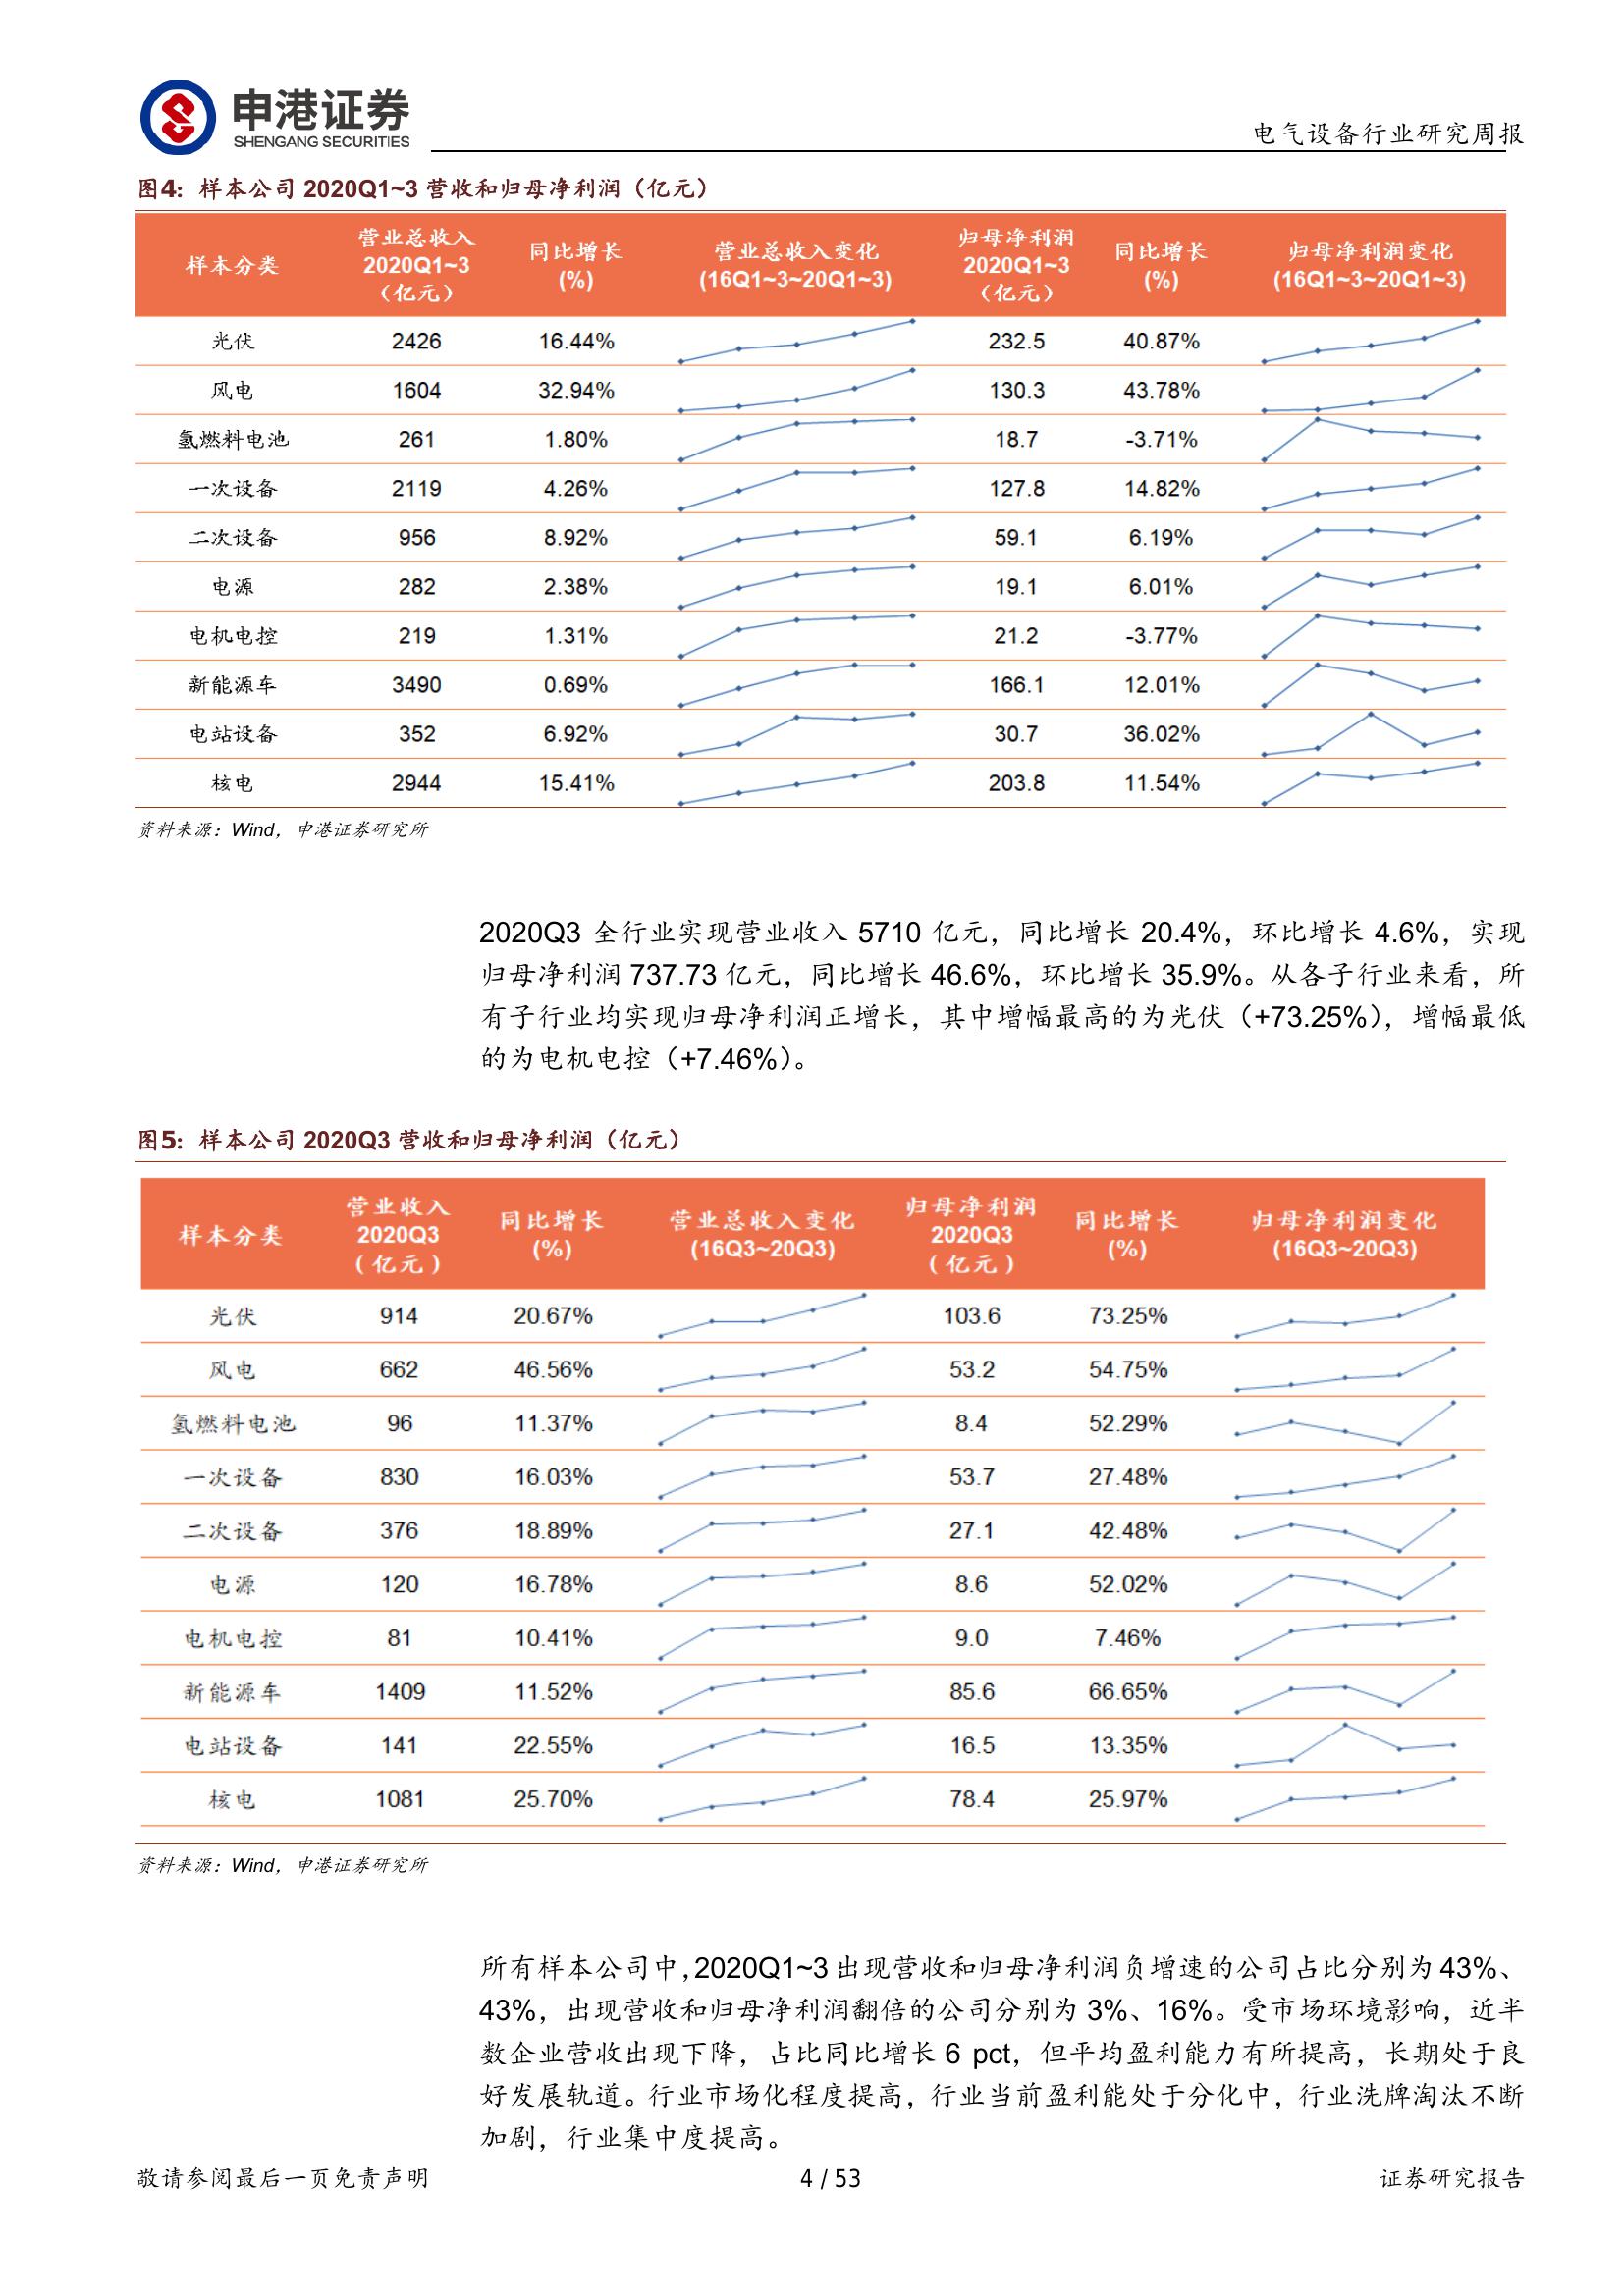 申港证券
SHENGANG SECURITIES
电气设备行业研究周报
图4：样本公司 2020Q1~3 营收和归母净利润（亿元）
样本分类 营业总收入 2020Q1~3 （亿元） 同比增长 (%) 营业总收入变化 (16Q1~3~20Q1~3) 归母净利润 2020Q1~3 （亿元） 同比增长 (%) 归母净利润变化 (16Q1~3~20Q1~3)
光伏 2426 16.44% 232.5 40.87%
风电 1604 32.94% 130.3 43.78%
氢燃料电池 261 1.80% 18.7 -3.71%
一次设备 2119 4.26% 127.8 14.82%
二次设备 956 8.92% 59.1 6.19%
电源 282 2.38% 19.1 6.01%
电机电控 219 1.31% 21.2 -3.77%
新能源车 3490 0.69% 166.1 12.01%
电站设备 352 6.92% 30.7 36.02%
核电 2944 15.41% 203.8 11.54%
资料来源：Wind，申港证券研究所
2020Q3 全行业实现营业收入 5710 亿元，同比增长 20.4%，环比增长 4.6%，实现
归母净利润 737.73 亿元，同比增长 46.6%，环比增长 35.9%。从各子行业来看，所
有子行业均实现归母净利润正增长，其中增幅最高的为光伏（+73.25%），增幅最低
的为电机电控（+7.46%）。
图5：样本公司 2020Q3 营收和归母净利润（亿元）
样本分类 营业收入 2020Q3 （亿元） 同比增长 (%) 营业总收入变化 (16Q3~20Q3) 归母净利润 2020Q3 （亿元） 同比增长 (%) 归母净利润变化 (16Q3~20Q3)
光伏 914 20.67% 103.6 73.25%
风电 662 46.56% 53.2 54.75%
氢燃料电池 96 11.37% 8.4 52.29%
一次设备 830 16.03% 53.7 27.48%
二次设备 376 18.89% 27.1 42.48%
电源 120 16.78% 8.6 52.02%
电机电控 81 10.41% 9.0 7.46%
新能源车 1409 11.52% 85.6 66.65%
电站设备 141 22.55% 16.5 13.35%
核电 1081 25.70% 78.4 25.97%
资料来源：Wind，申港证券研究所
所有样本公司中，2020Q1~3 出现营收和归母净利润负增速的公司占比分别为 43%、
43%，出现营收和归母净利润翻倍的公司分别为 3%、16%。受市场环境影响，近半
数企业营收出现下降，占比同比增长 6 pct，但平均盈利能力有所提高，长期处于良
好发展轨道。行业市场化程度提高，行业当前盈利能处于分化中，行业洗牌淘汰不断
加剧，行业集中度提高。
敬请参阅最后一页免责声明
4 / 53
证券研究报告